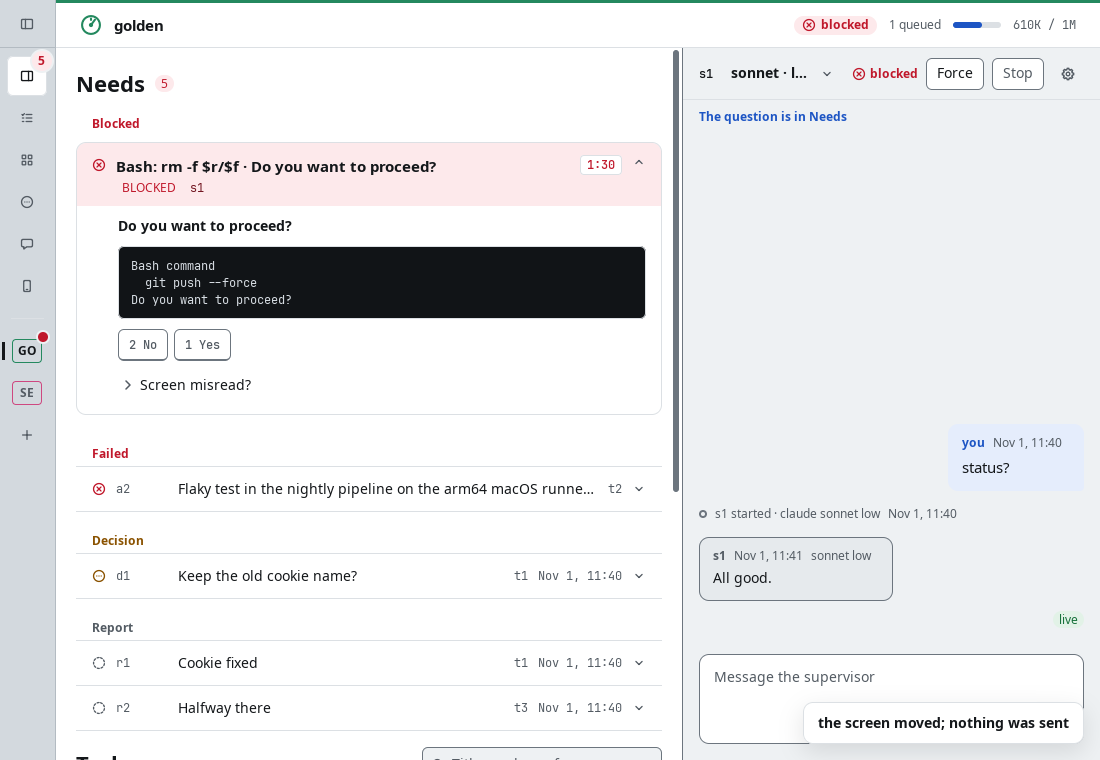 golden
blocked
1 queued
610K / 1M
5
Needs 5
Blocked
Bash: rm -f $r/$f · Do you want to proceed?
1:30
BLOCKED s1
Do you want to proceed?
Bash command
git push --force
Do you want to proceed?
2 No
1 Yes
Screen misread?
Failed
a2 Flaky test in the nightly pipeline on the arm64 macOS runne... t2
Decision
d1 Keep the old cookie name? t1 Nov 1, 11:40
Report
r1 Cookie fixed t1 Nov 1, 11:40
r2 Halfway there t3 Nov 1, 11:40
GO
SE
s1 sonnet · l...
blocked
Force
Stop
The question is in Needs
you Nov 1, 11:40
status?
s1 started · claude sonnet low Nov 1, 11:40
s1 Nov 1, 11:41 sonnet low
All good.
live
Message the supervisor
the screen moved; nothing was sent